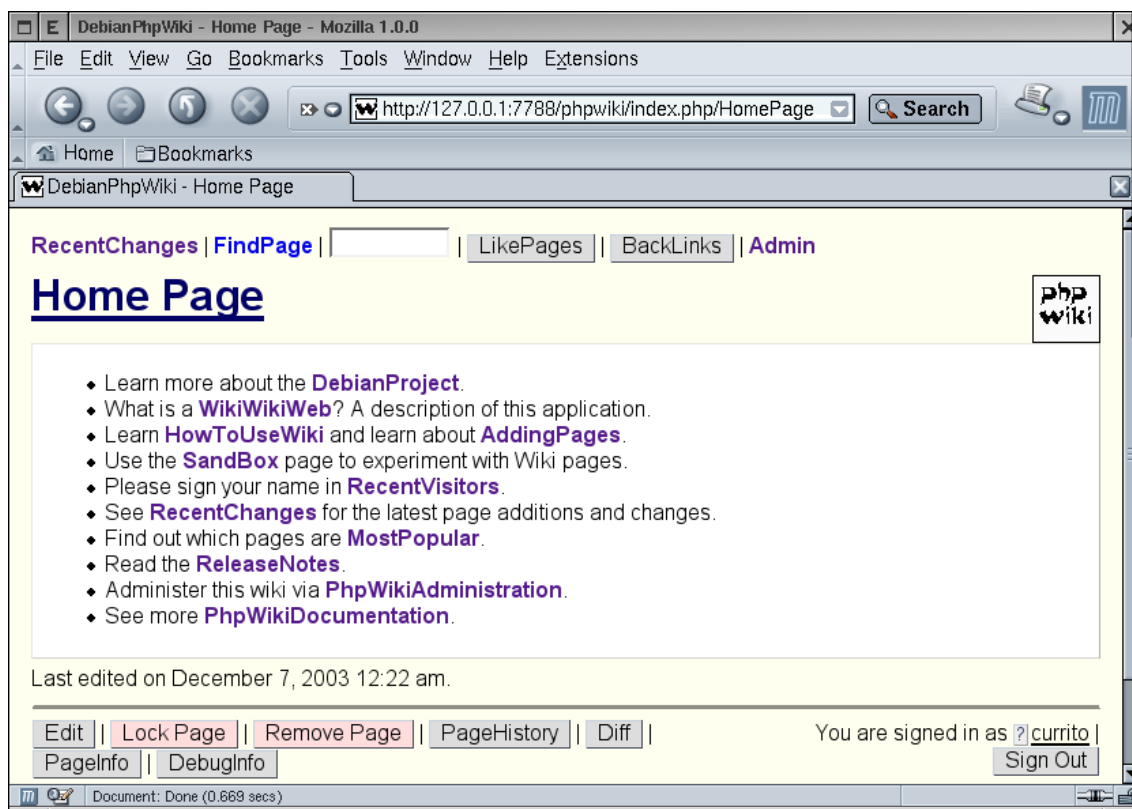 E DebianPhpWiki - Home Page - Mozilla 1.0.0
File Edit View Go Bookmarks Tools Window Help Extensions
http://127.0.0.1:7788/phpwiki/index.php/HomePage Search
Home Bookmarks
DebianPhpWiki - Home Page
RecentChanges | FindPage | | LikePages | BackLinks | Admin
Home Page
php
wiki
Learn more about the DebianProject.
What is a WikiWikiWeb? A description of this application.
Learn HowToUseWiki and learn about AddingPages.
Use the SandBox page to experiment with Wiki pages.
Please sign your name in RecentVisitors.
See RecentChanges for the latest page additions and changes.
Find out which pages are MostPopular.
Read the ReleaseNotes.
Administer this wiki via PhpWikiAdministration.
See more PhpWikiDocumentation.
Last edited on December 7, 2003 12:22 am.
Edit | Lock Page | Remove Page | PageHistory | Diff | You are signed in as ? currito |
PageInfo | DebugInfo Sign Out
Document: Done (0.669 secs)